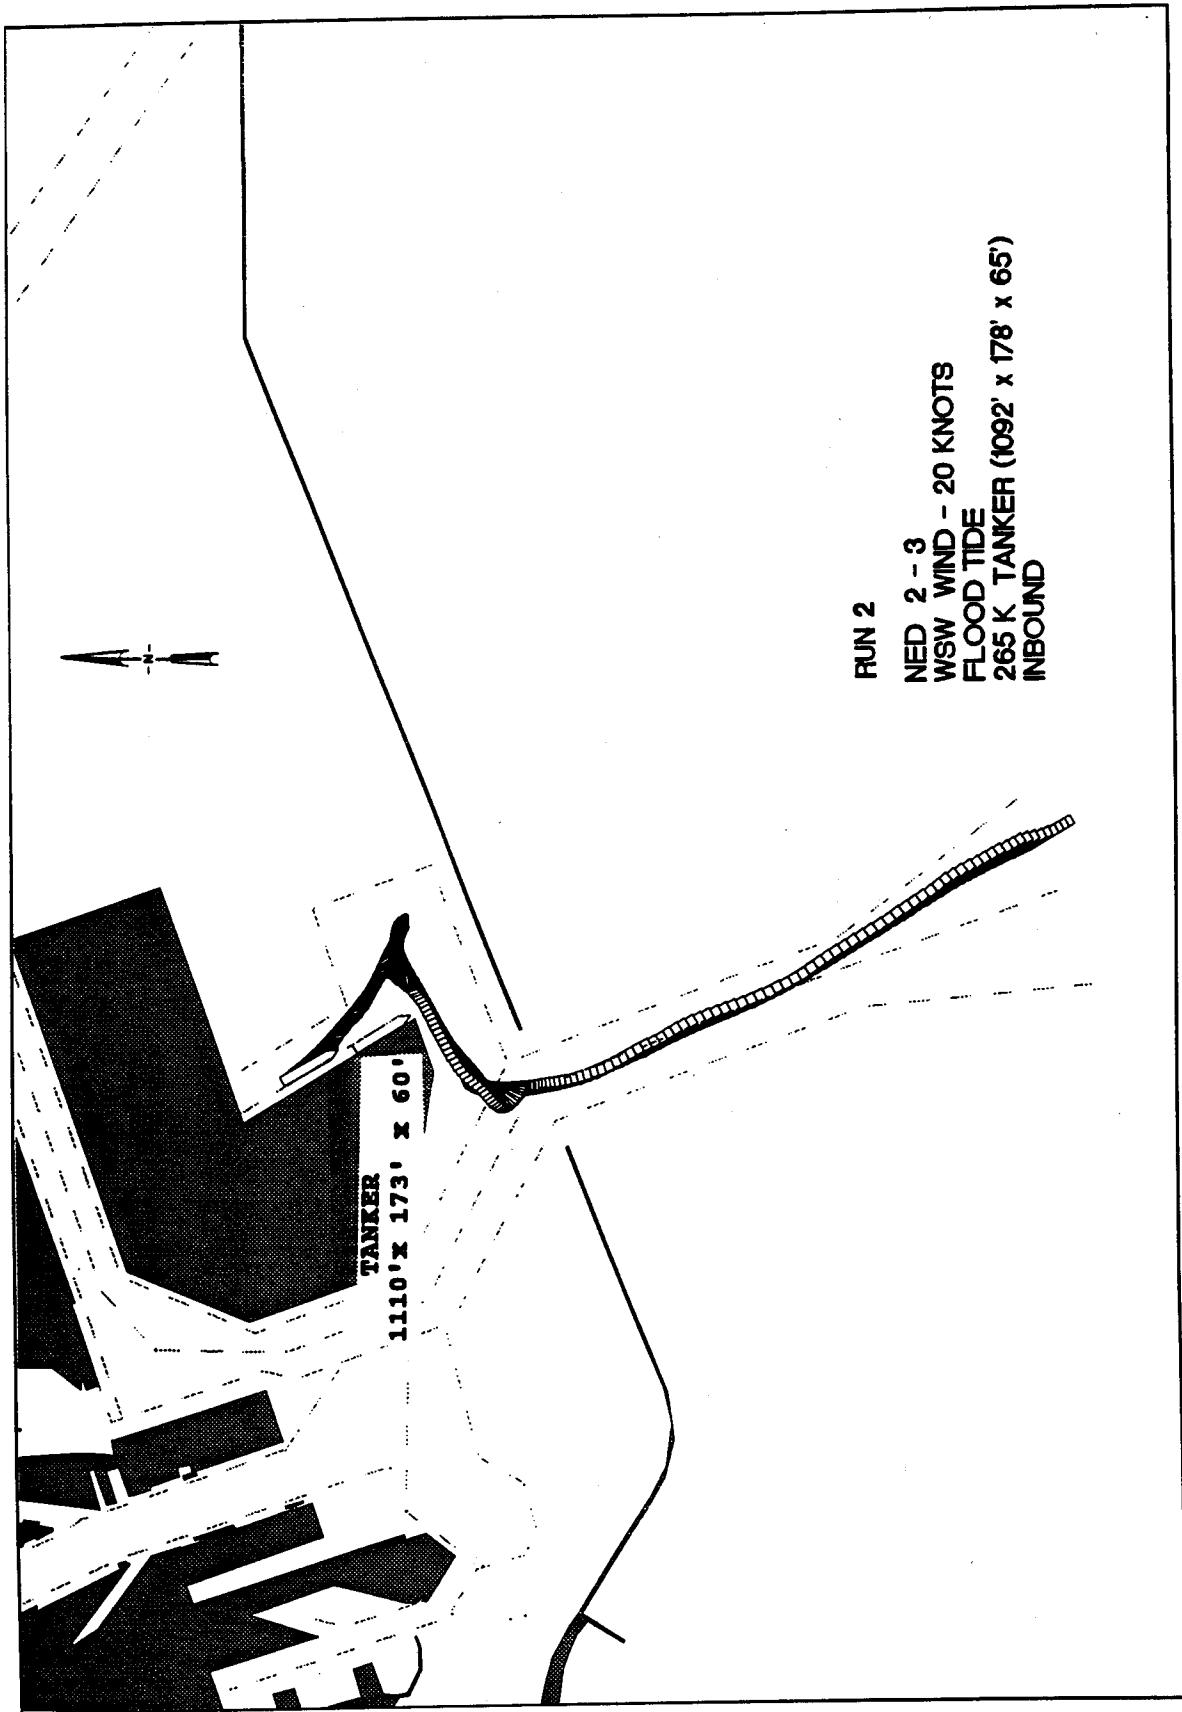 N
TANKER
1110'X 173' X 60'
RUN 2
NED 2 - 3
WSW WIND - 20 KNOTS
FLOOD TIDE
265 K TANKER (1092' x 178' x 65')
INBOUND